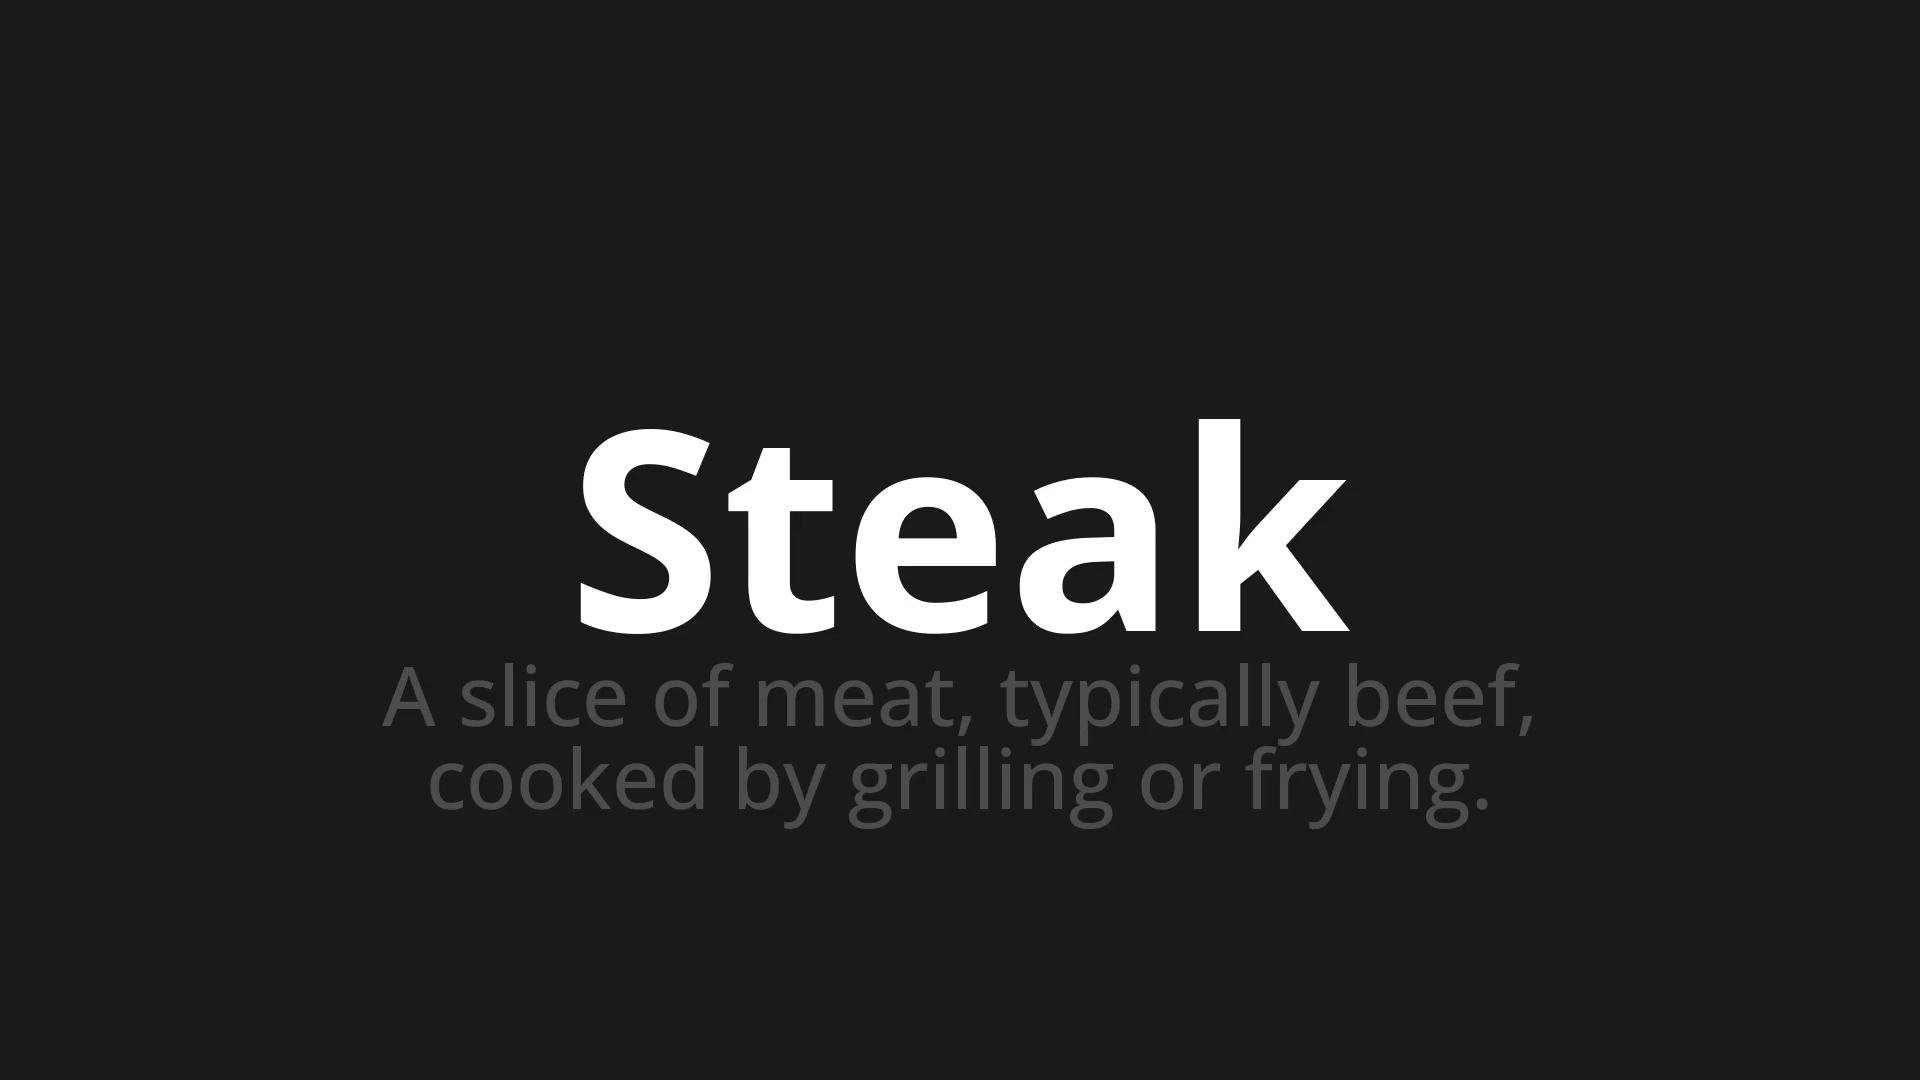 Steak
A slice of meat, typically beef,
cooked by grilling or frying.